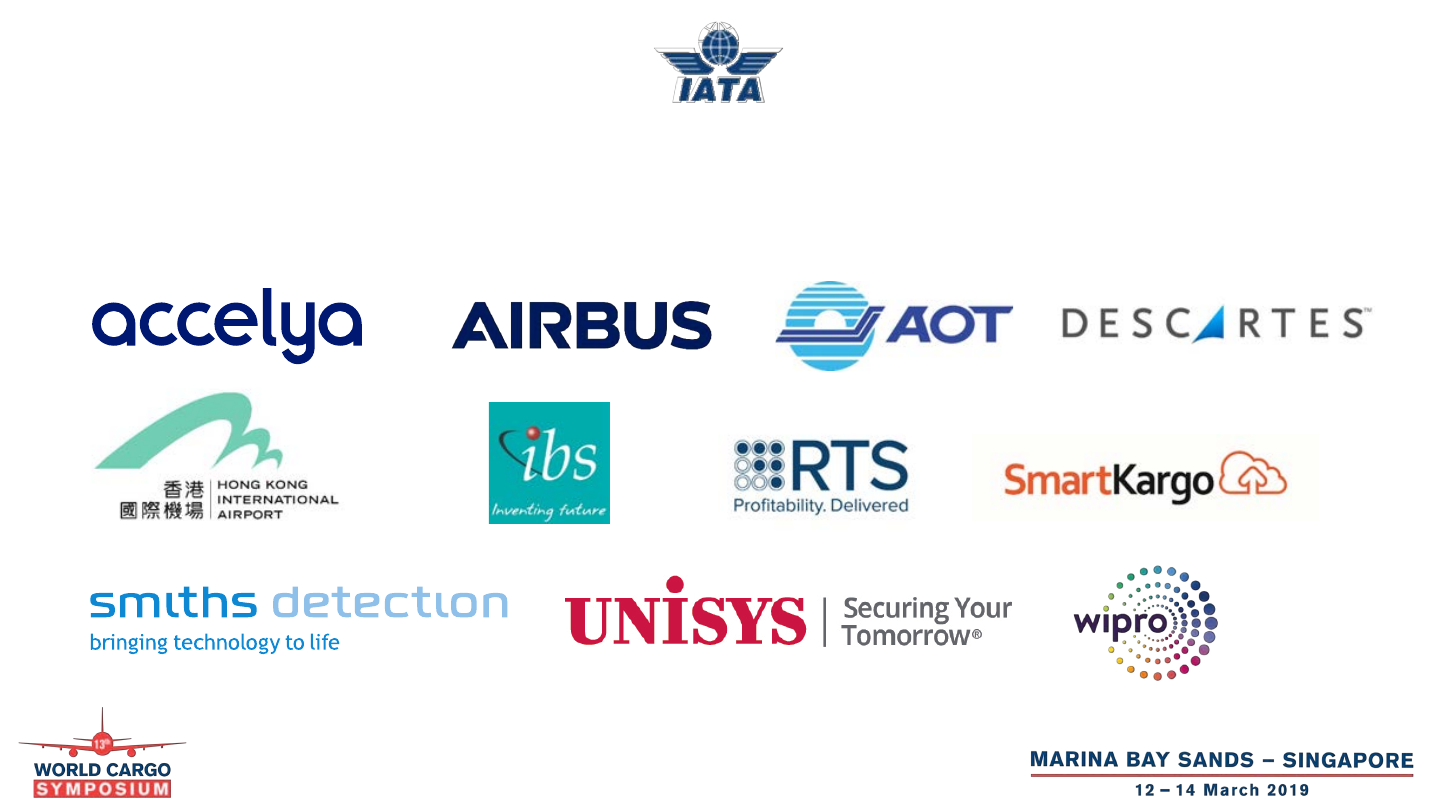 IATA
accelya
AIRBUS
AOT
DESCARTES™
香港
國際機場
HONG KONG
INTERNATIONAL
AIRPORT
ibs
Inventing future
RTS
Profitability. Delivered
SmartKargo
smiths detection
bringing technology to life
UNiSYS
Securing Your
Tomorrow®
wipro
13th
WORLD CARGO
SYMPOSIUM
MARINA BAY SANDS – SINGAPORE
12 – 14 March 2019